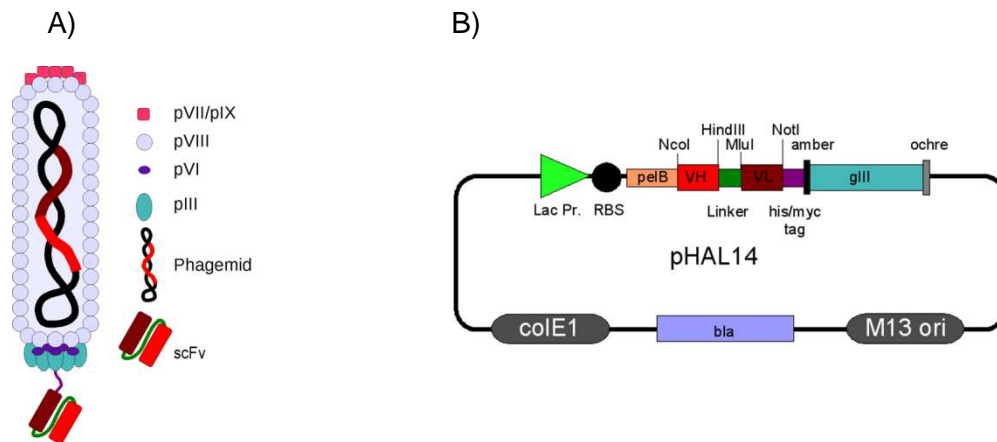 A)
pVII/pIX
pVIII
pVI
pIII
Phagemid
scFv
B)
HindIII NotI
NcoI MluI amber ochre
pelB VH VL gIII
Lac Pr. RBS Linker his/myc
tag
pHAL14
colE1 bla M13 ori